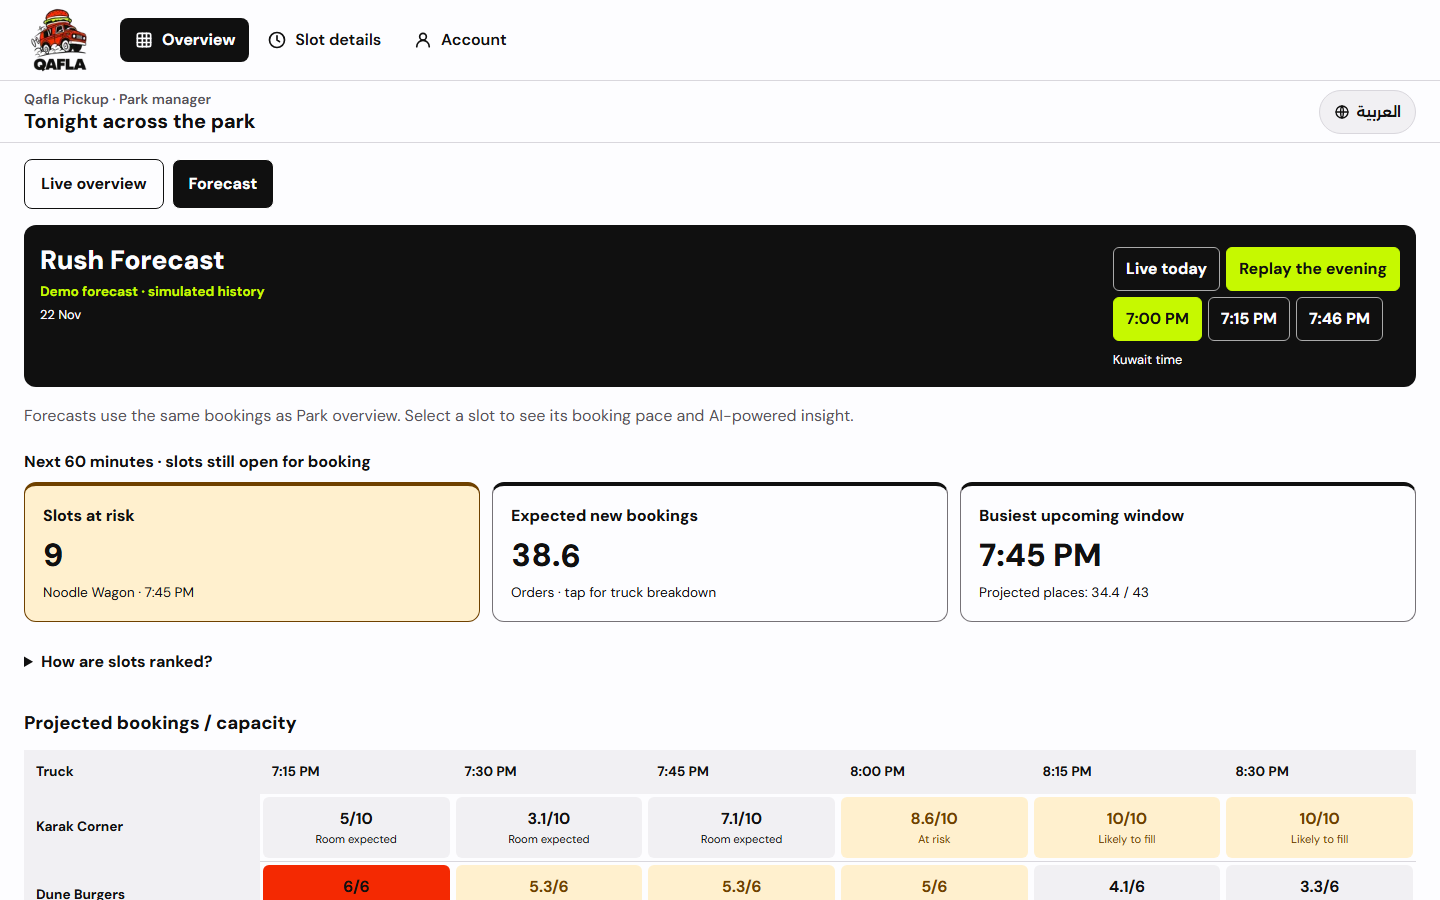 QAFLA
Overview
Slot details
Account
Qafla Pickup · Park manager
Tonight across the park
العربية
Live overview
Forecast
Rush Forecast
Demo forecast · simulated history
22 Nov
Live today
Replay the evening
7:00 PM
7:15 PM
7:46 PM
Kuwait time
Forecasts use the same bookings as Park overview. Select a slot to see its booking pace and AI-powered insight.
Next 60 minutes · slots still open for booking
Slots at risk
9
Noodle Wagon · 7:45 PM
Expected new bookings
38.6
Orders · tap for truck breakdown
Busiest upcoming window
7:45 PM
Projected places: 34.4 / 43
How are slots ranked?
Projected bookings / capacity
Truck 7:15 PM 7:30 PM 7:45 PM 8:00 PM 8:15 PM 8:30 PM
Karak Corner
5/10 3.1/10 7.1/10 8.6/10 10/10 10/10
Room expected Room expected Room expected At risk Likely to fill Likely to fill
Dune Burgers
6/6 5.3/6 5.3/6 5/6 4.1/6 3.3/6